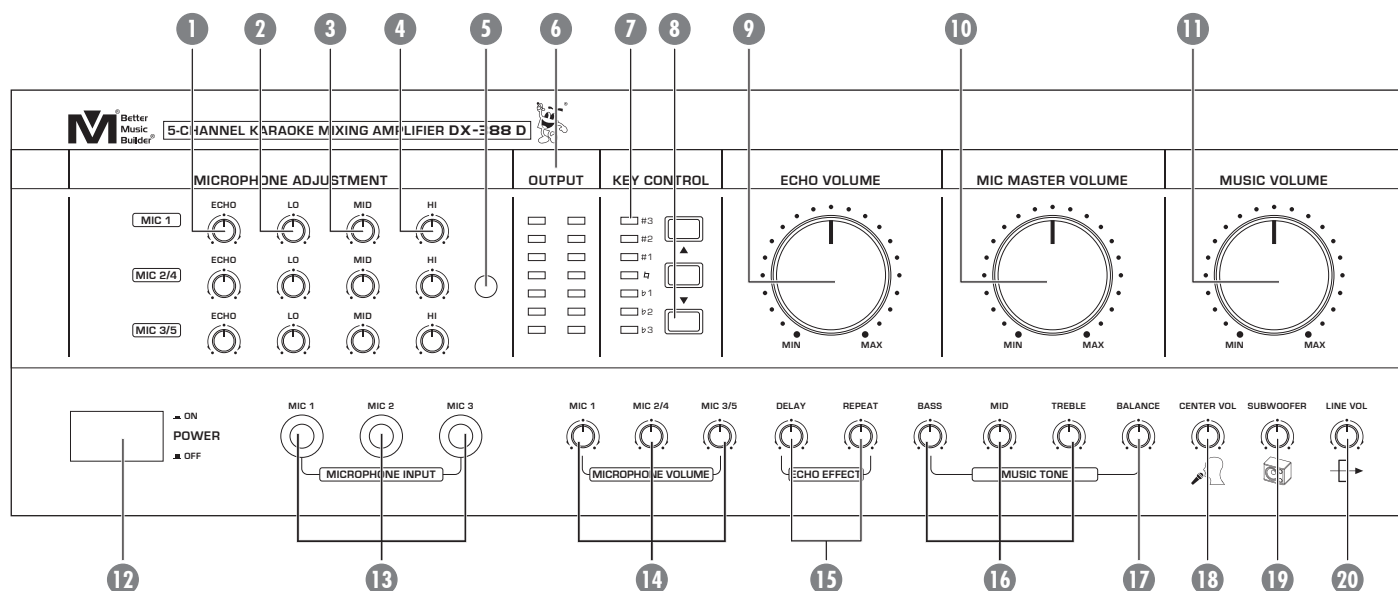 1 2 3 4 5 6 7 8 9 10 11
Better
Music
Builder®
5-CHANNEL KARAOKE MIXING AMPLIFIER DX-388 D
MICROPHONE ADJUSTMENT OUTPUT KEY CONTROL ECHO VOLUME MIC MASTER VOLUME MUSIC VOLUME
ECHO LO MID HI
MIC 1
#3
#2
ECHO LO MID HI
MIC 2/4
#1
♮
♭1
ECHO LO MID HI
MIC 3/5
♭2
♭3
MIN MAX MIN MAX MIN MAX
ON
POWER
OFF
MIC 1 MIC 2 MIC 3 MIC 1 MIC 2/4 MIC 3/5 DELAY REPEAT BASS MID TREBLE BALANCE CENTER VOL SUBWOOFER LINE VOL
MICROPHONE INPUT MICROPHONE VOLUME ECHO EFFECT MUSIC TONE
12 13 14 15 16 17 18 19 20